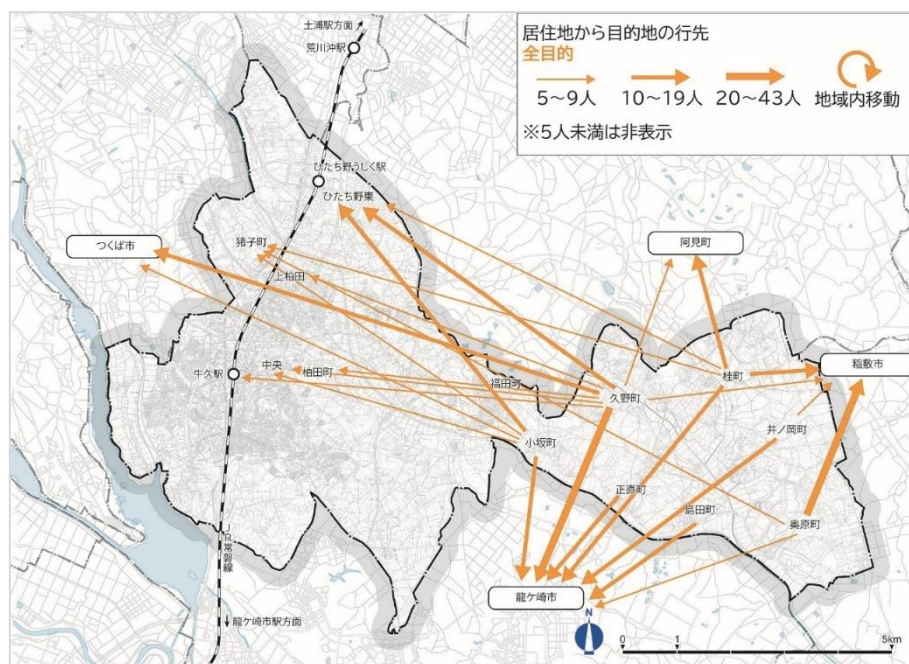 居住地から目的地の行先
全目的
5～9人
10～19人
20～43人
地域内移動
※5人未満は非表示
土浦駅方面
荒川沖駅
ひたち野うしく駅
ひたち野東
つくば市
猪子町
阿見町
上柏田
牛久駅
中央
柏田町
福田町
久野町
桂町
稲敷市
井ノ岡町
小坂町
正直町
島田町
奥原町
JR常磐線
龍ケ崎市
龍ケ崎市駅方面
N
0
1
5km